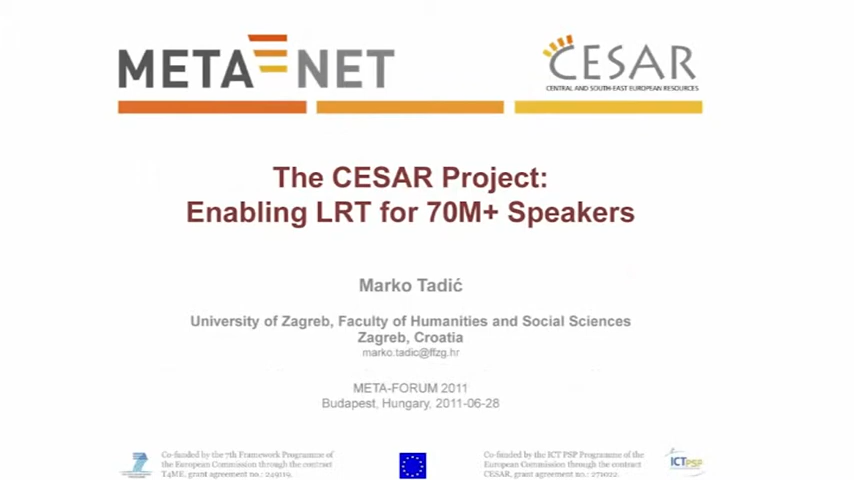 META NET
CESAR
CENTRAL AND SOUTH-EAST EUROPEAN RESOURCES
The CESAR Project:
Enabling LRT for 70M+ Speakers
Marko Tadić
University of Zagreb, Faculty of Humanities and Social Sciences
Zagreb, Croatia
marko.tadic@ffzg.hr
META-FORUM 2011
Budapest, Hungary, 2011-06-28
Co-funded by the 7th Framework Programme of
the European Commission through the contract
T4ME, grant agreement no.: 249119.
Co-funded by the ICT PSP Programme of the
European Commission through the contract
CESAR, grant agreement no.: 271022.
ICT PSP